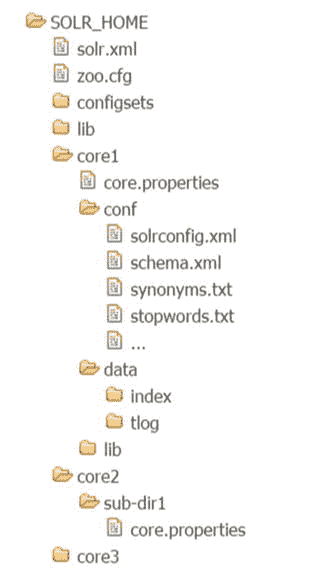 SOLR_HOME
solr.xml
zoo.cfg
configsets
lib
core1
core.properties
conf
solrconfig.xml
schema.xml
synonyms.txt
stopwords.txt
...
data
index
tlog
lib
core2
sub-dir1
core.properties
core3